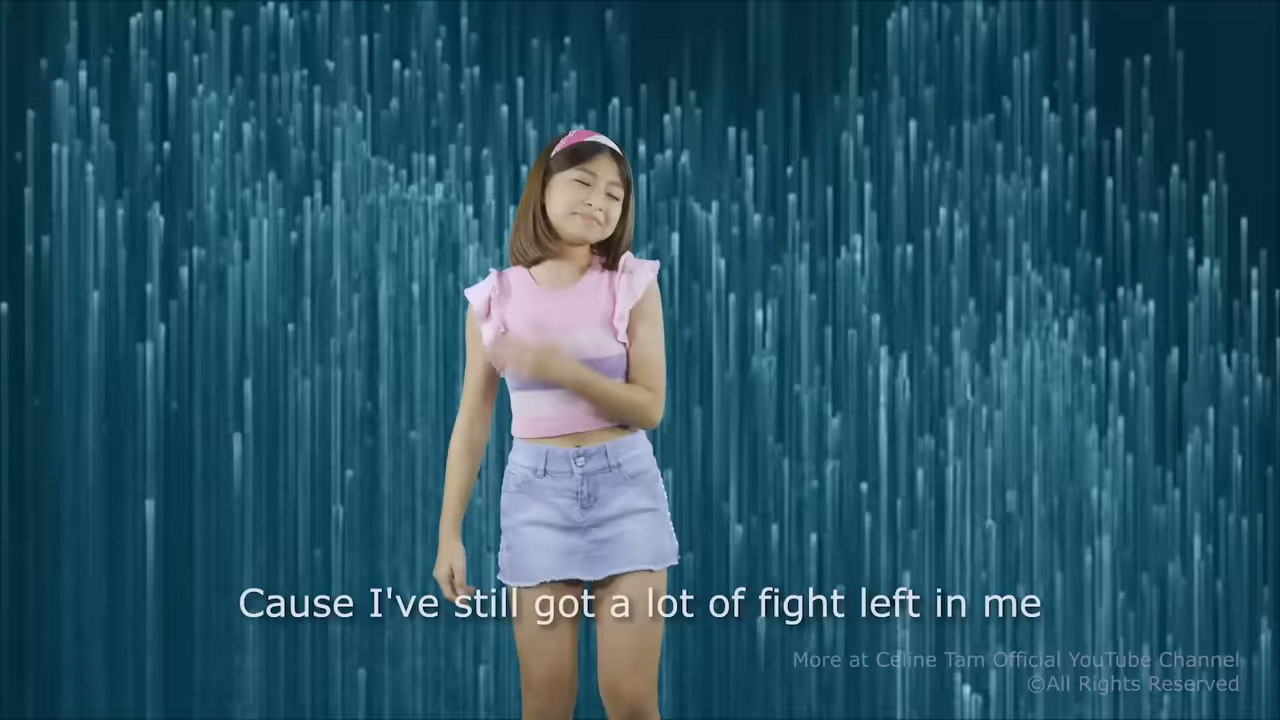 Cause I've still got a lot of fight left in me
More at Celine Tam Official YouTube Channel
©All Rights Reserved